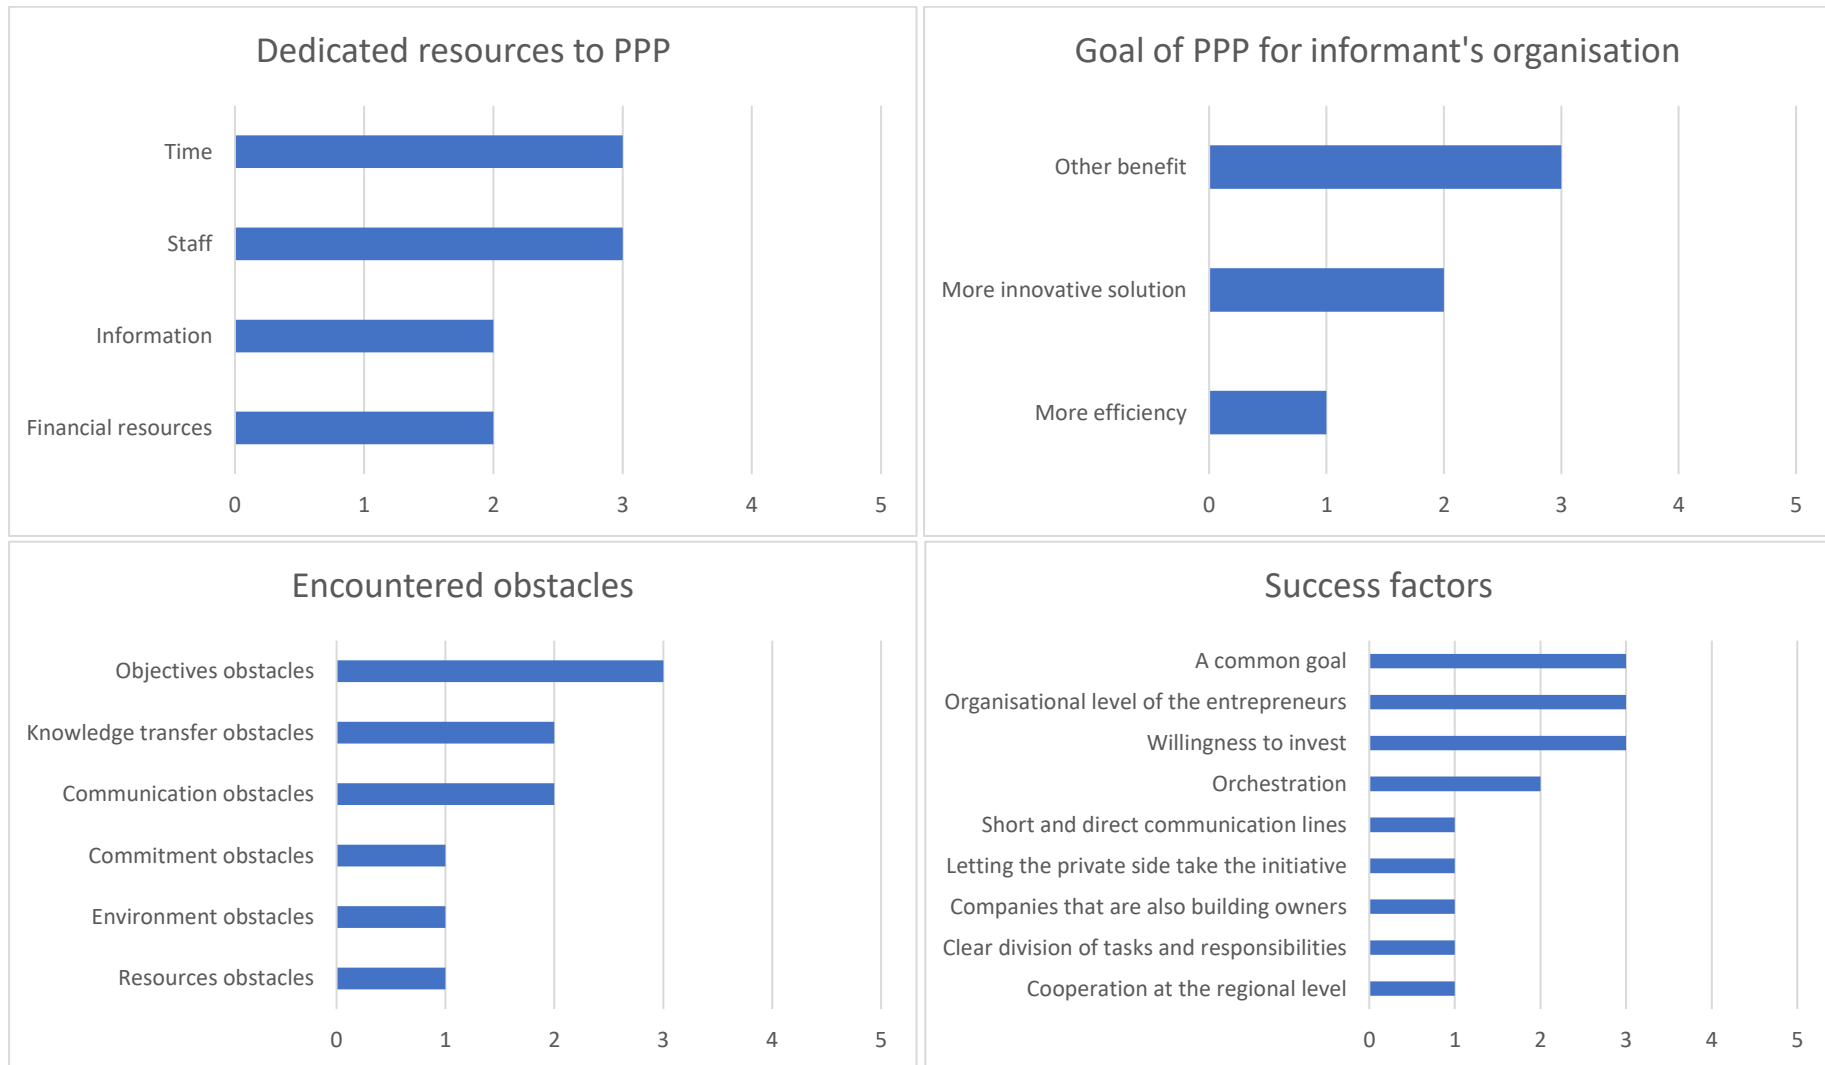 Dedicated resources to PPP
Time
Staff
Information
Financial resources
0 1 2 3 4 5
Goal of PPP for informant's organisation
Other benefit
More innovative solution
More efficiency
0 1 2 3 4 5
Encountered obstacles
Objectives obstacles
Knowledge transfer obstacles
Communication obstacles
Commitment obstacles
Environment obstacles
Resources obstacles
0 1 2 3 4 5
Success factors
A common goal
Organisational level of the entrepreneurs
Willingness to invest
Orchestration
Short and direct communication lines
Letting the private side take the initiative
Companies that are also building owners
Clear division of tasks and responsibilities
Cooperation at the regional level
0 1 2 3 4 5